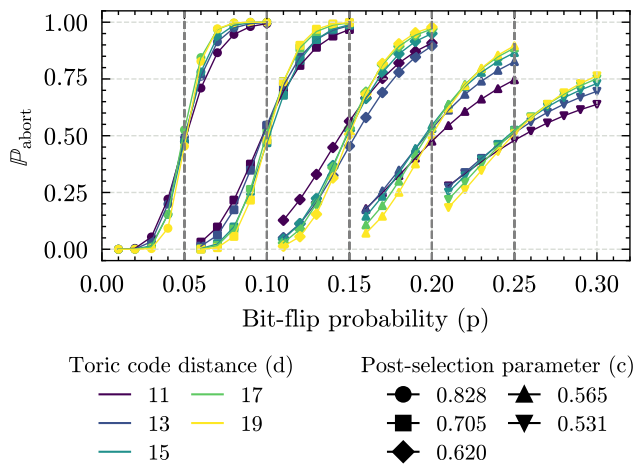 1.00
0.75
0.50
0.25
0.00
ℙabort
0.00 0.05 0.10 0.15 0.20 0.25 0.30
Bit-flip probability (p)
Toric code distance (d)
11 17
13 19
15
Post-selection parameter (c)
0.828 0.565
0.705 0.531
0.620